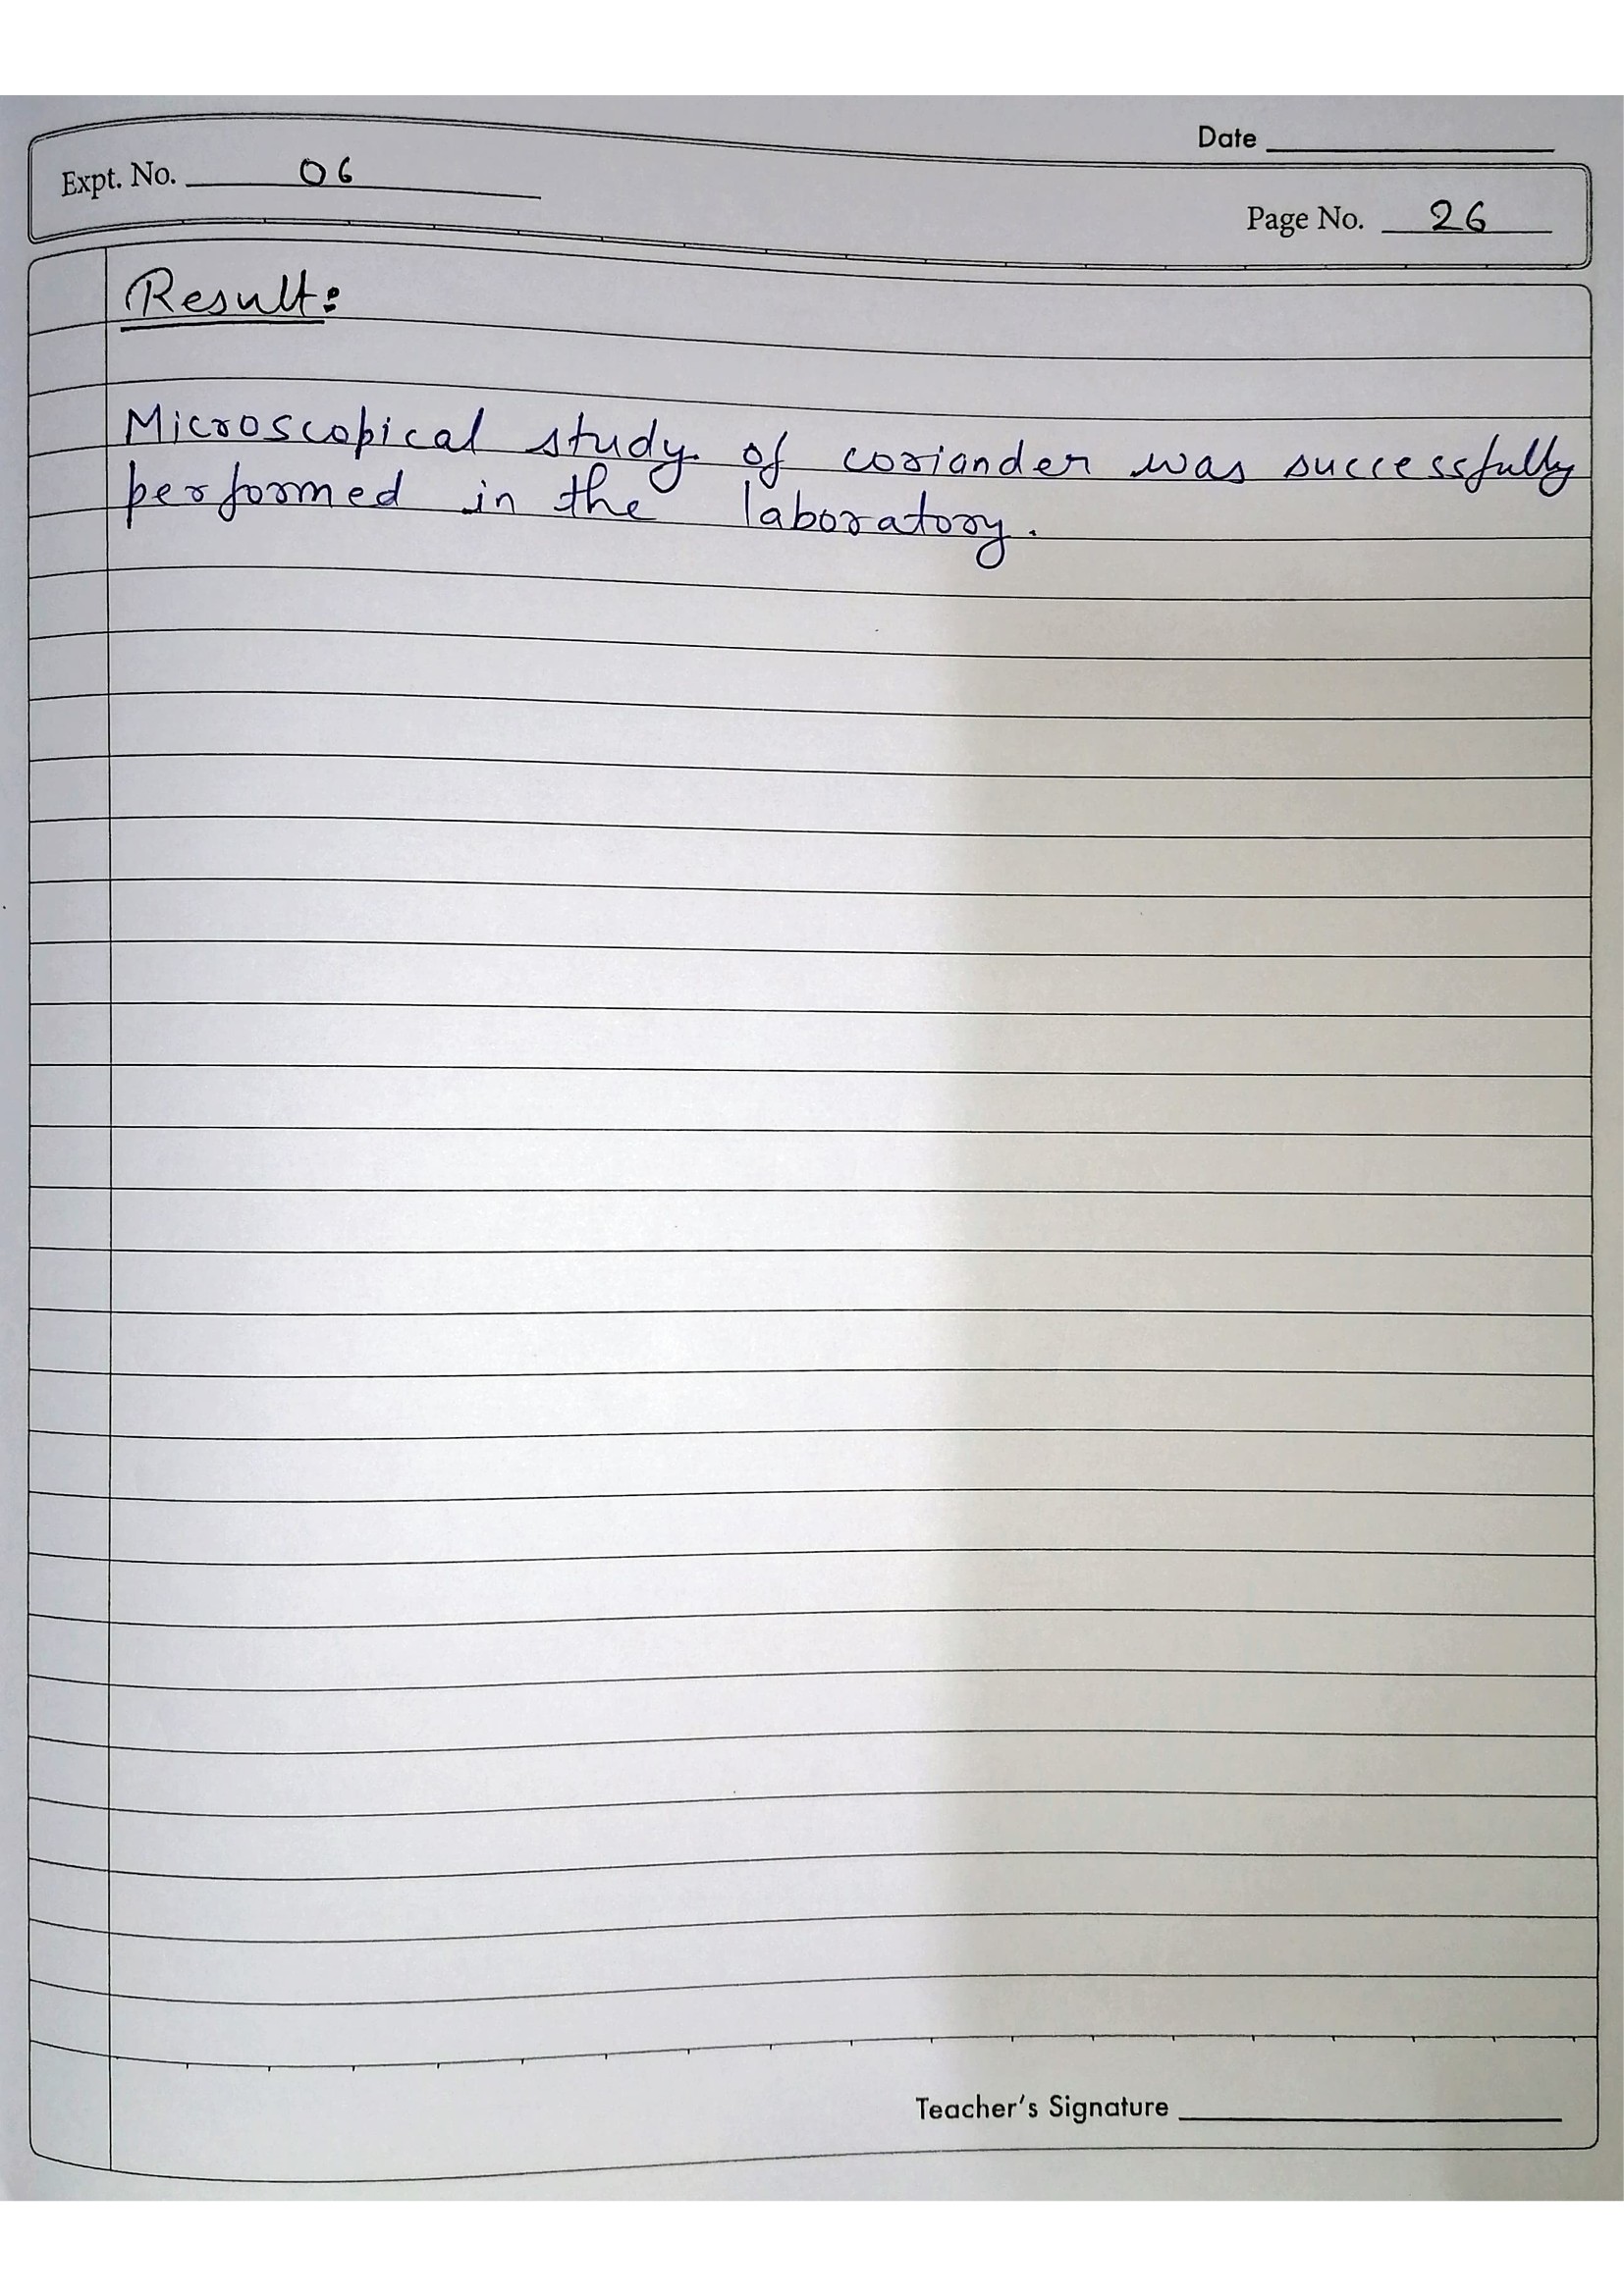 Date
Expt. No. 06
Page No. 26
Result:
Microscopical study of coriander was successfully
performed in the laboratory.
Teacher's Signature